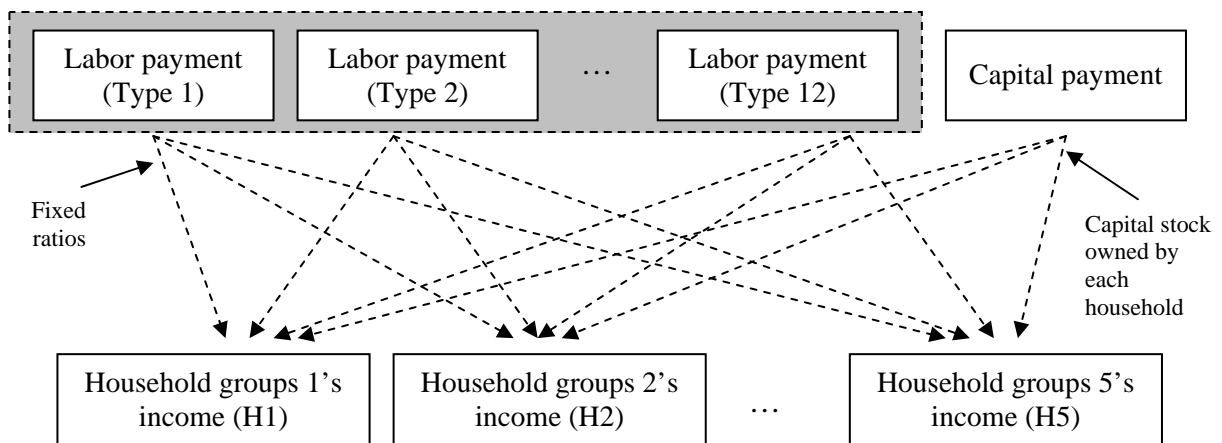 Labor payment
(Type 1)
Labor payment
(Type 2)
…
Labor payment
(Type 12)
Capital payment
Fixed
ratios
Capital stock
owned by
each
household
Household groups 1’s
income (H1)
Household groups 2’s
income (H2)
…
Household groups 5’s
income (H5)